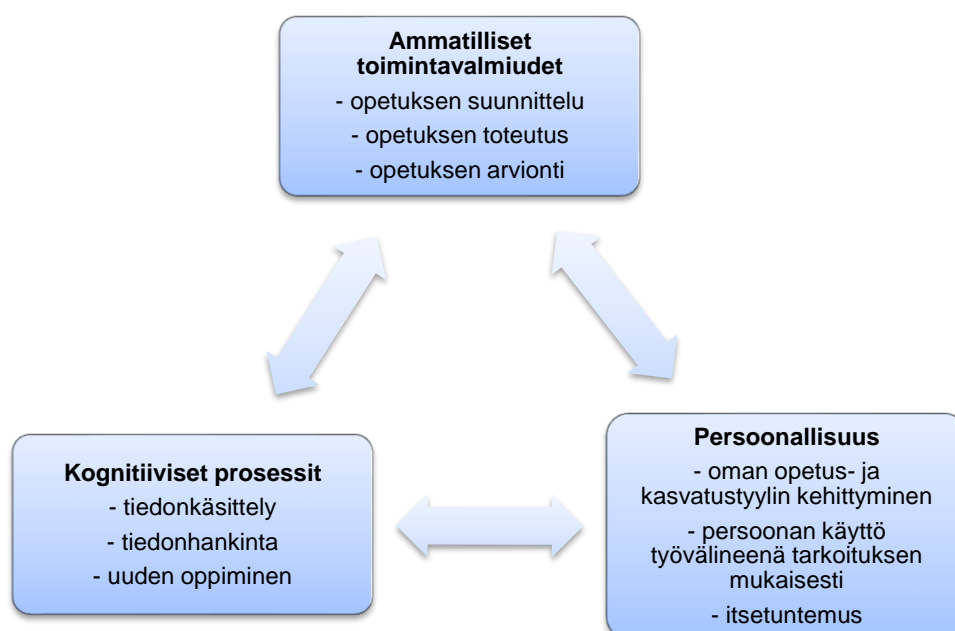 Ammatilliset
toimintavalmiudet
- opetuksen suunnittelu
- opetuksen toteutus
- opetuksen arvionti
Kognitiiviset prosessit
- tiedonkäsittely
- tiedonhankinta
- uuden oppiminen
Persoonallisuus
- oman opetus- ja
kasvatustyylin kehittyminen
- persoonan käyttö
työvälineenä tarkoituksen
mukaisesti
- itsetuntemus